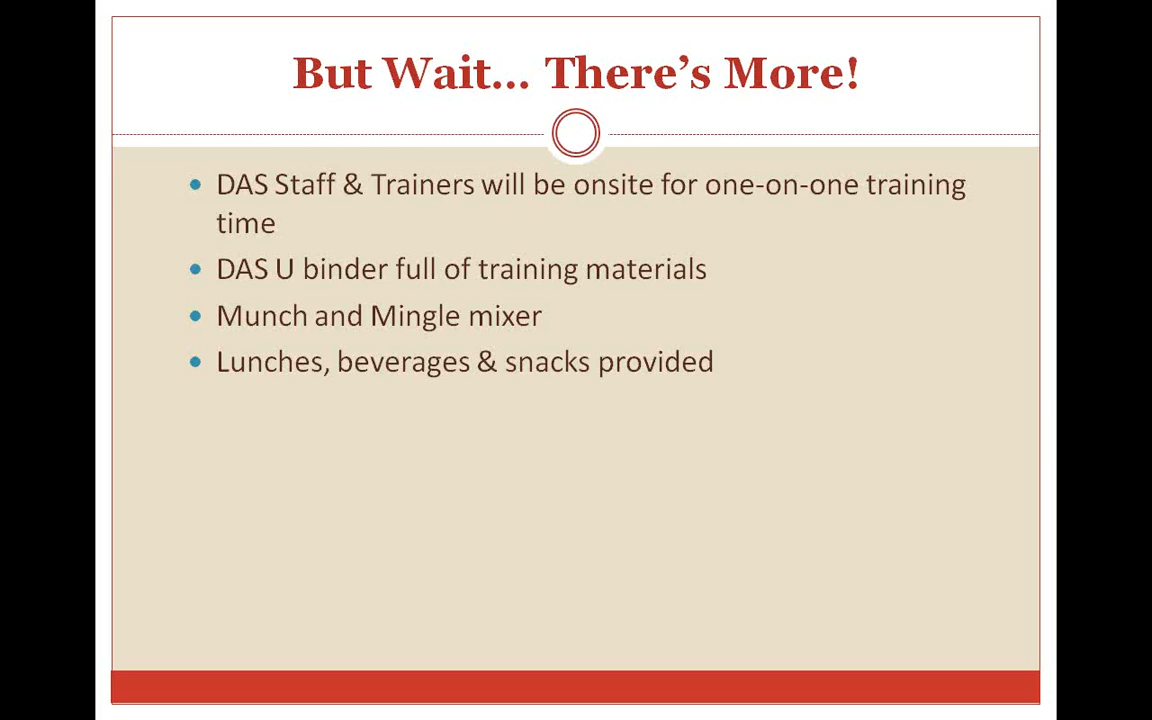 But Wait... There's More!
• DAS Staff & Trainers will be onsite for one-on-one training
time
• DAS U binder full of training materials
• Munch and Mingle mixer
• Lunches, beverages & snacks provided